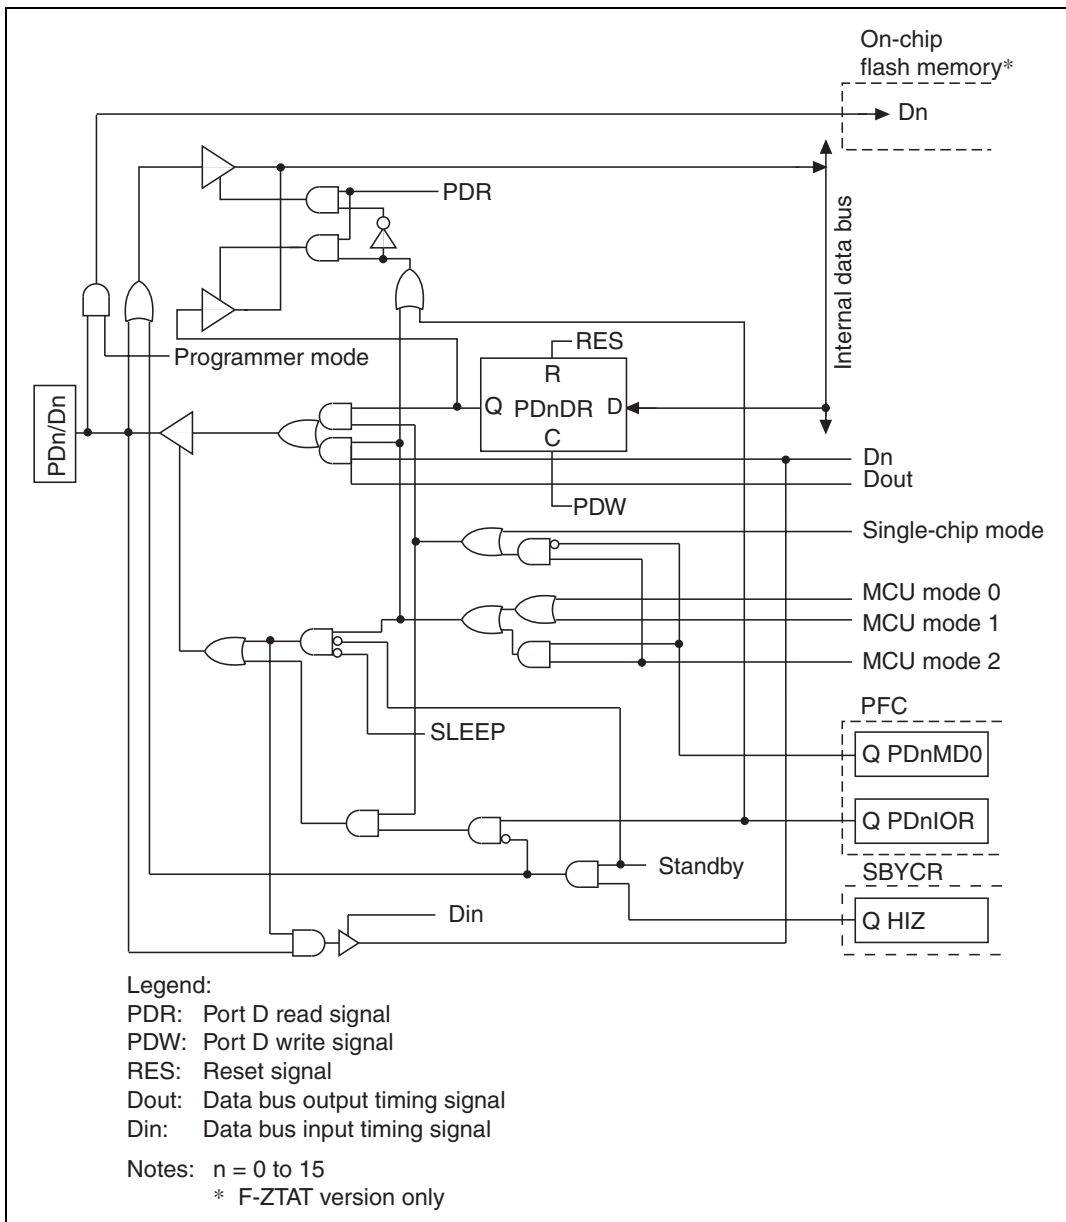 On-chip
flash memory*
Dn
PDR
Internal data bus
Programmer mode
RES
R
Q PDnDR D
C
PDn/Dn
Dn
Dout
PDW
Single-chip mode
MCU mode 0
MCU mode 1
MCU mode 2
PFC
SLEEP
Q PDnMD0
Q PDnIOR
Standby
SBYCR
Din
Q HIZ
Legend:
PDR: Port D read signal
PDW: Port D write signal
RES: Reset signal
Dout: Data bus output timing signal
Din: Data bus input timing signal
Notes: n = 0 to 15
* F-ZTAT version only